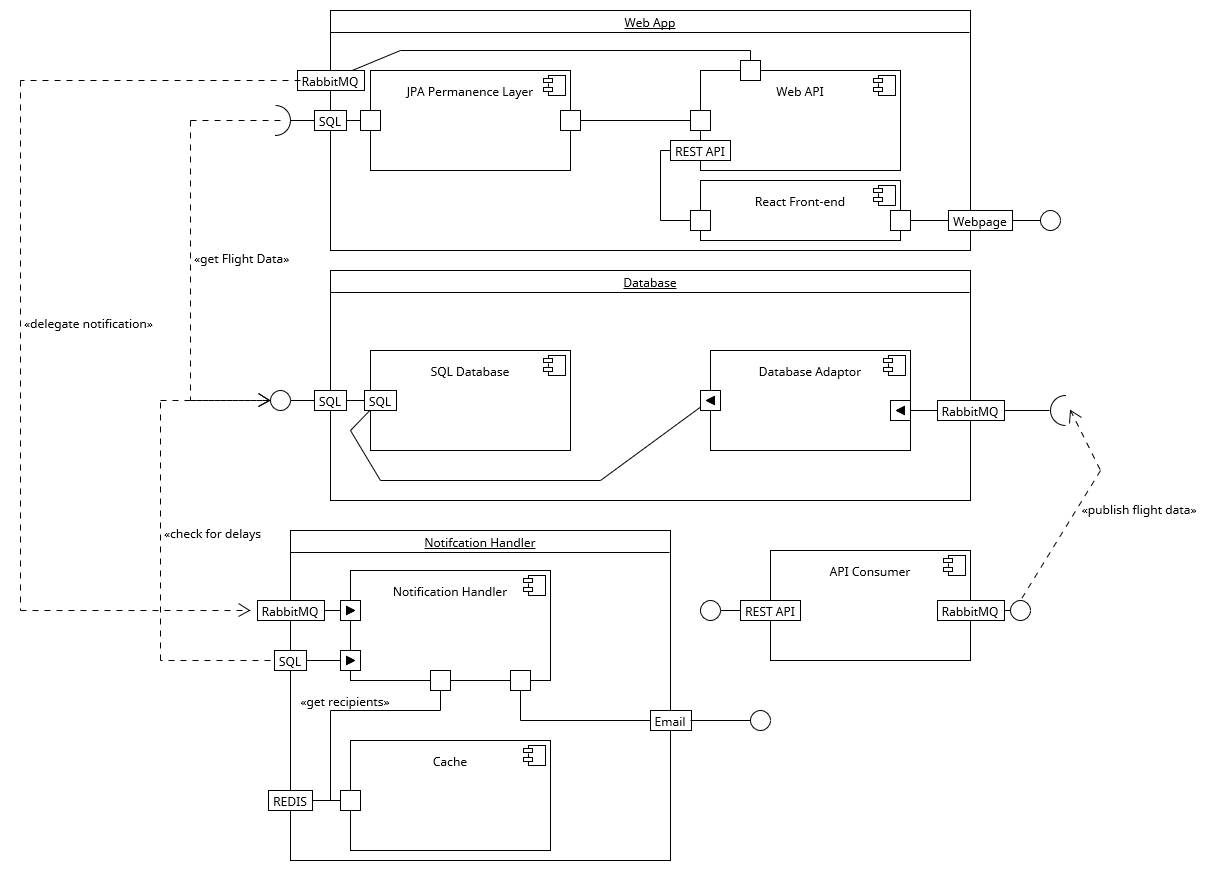 Web App
RabbitMQ
JPA Permanence Layer
Web API
SQL
REST API
React Front-end
Webpage
«get Flight Data»
Database
«delegate notification»
SQL Database
Database Adaptor
SQL
SQL
RabbitMQ
«publish flight data»
«check for delays
Notifcation Handler
API Consumer
Notification Handler
RabbitMQ
REST API
RabbitMQ
SQL
«get recipients»
Email
Cache
REDIS